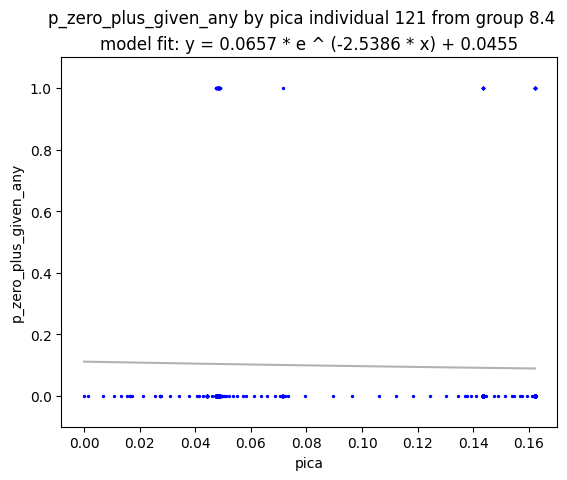 p_zero_plus_given_any by pica individual 121 from group 8.4
model fit: y = 0.0657 * e ^ (-2.5386 * x) + 0.0455
1.0
0.8
0.6
0.4
0.2
0.0
p_zero_plus_given_any
0.00 0.02 0.04 0.06 0.08 0.10 0.12 0.14 0.16
pica